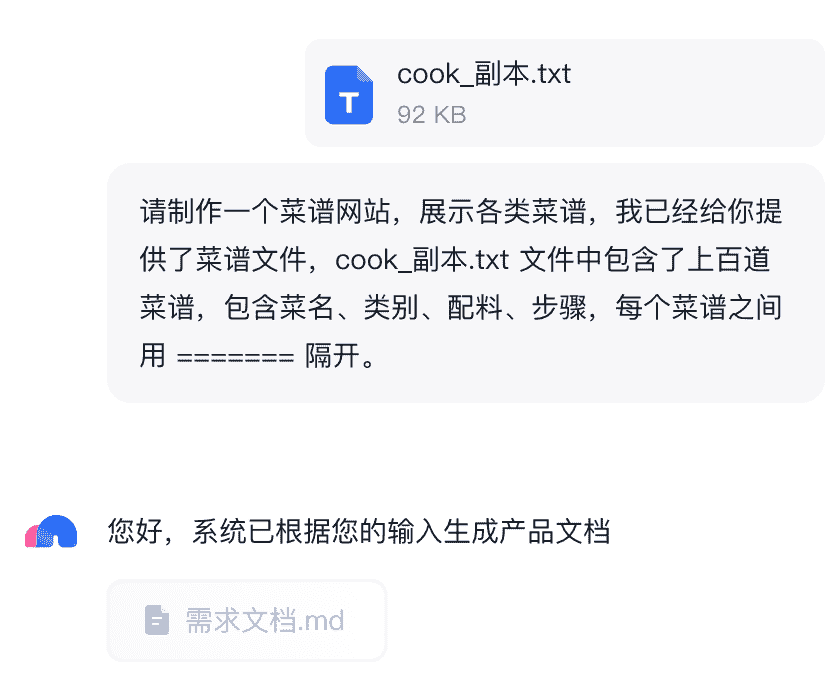 cook_副本.txt
92 KB
请制作一个菜谱网站，展示各类菜谱，我已经给你提
供了菜谱文件，cook_副本.txt 文件中包含了上百道
菜谱，包含菜名、类别、配料、步骤，每个菜谱之间
用 ======= 隔开。
您好，系统已根据您的输入生成产品文档
需求文档.md